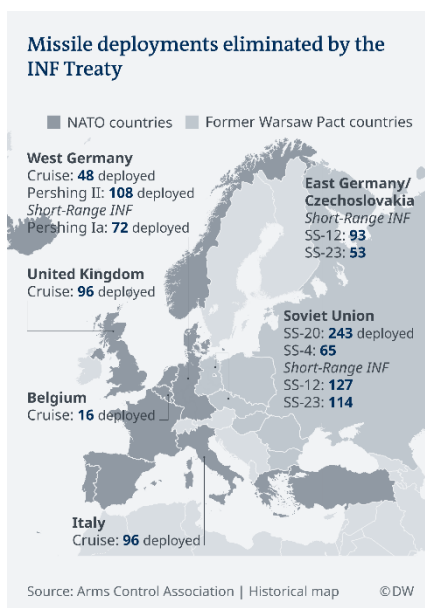 Missile deployments eliminated by the
INF Treaty
NATO countries
Former Warsaw Pact countries
West Germany
Cruise: 48 deployed
Pershing II: 108 deployed
Short-Range INF
Pershing Ia: 72 deployed
East Germany/
Czechoslovakia
Short-Range INF
SS-12: 93
SS-23: 53
United Kingdom
Cruise: 96 deployed
Soviet Union
SS-20: 243 deployed
SS-4: 65
Short-Range INF
SS-12: 127
SS-23: 114
Belgium
Cruise: 16 deployed
Italy
Cruise: 96 deployed
Source: Arms Control Association | Historical map
©DW